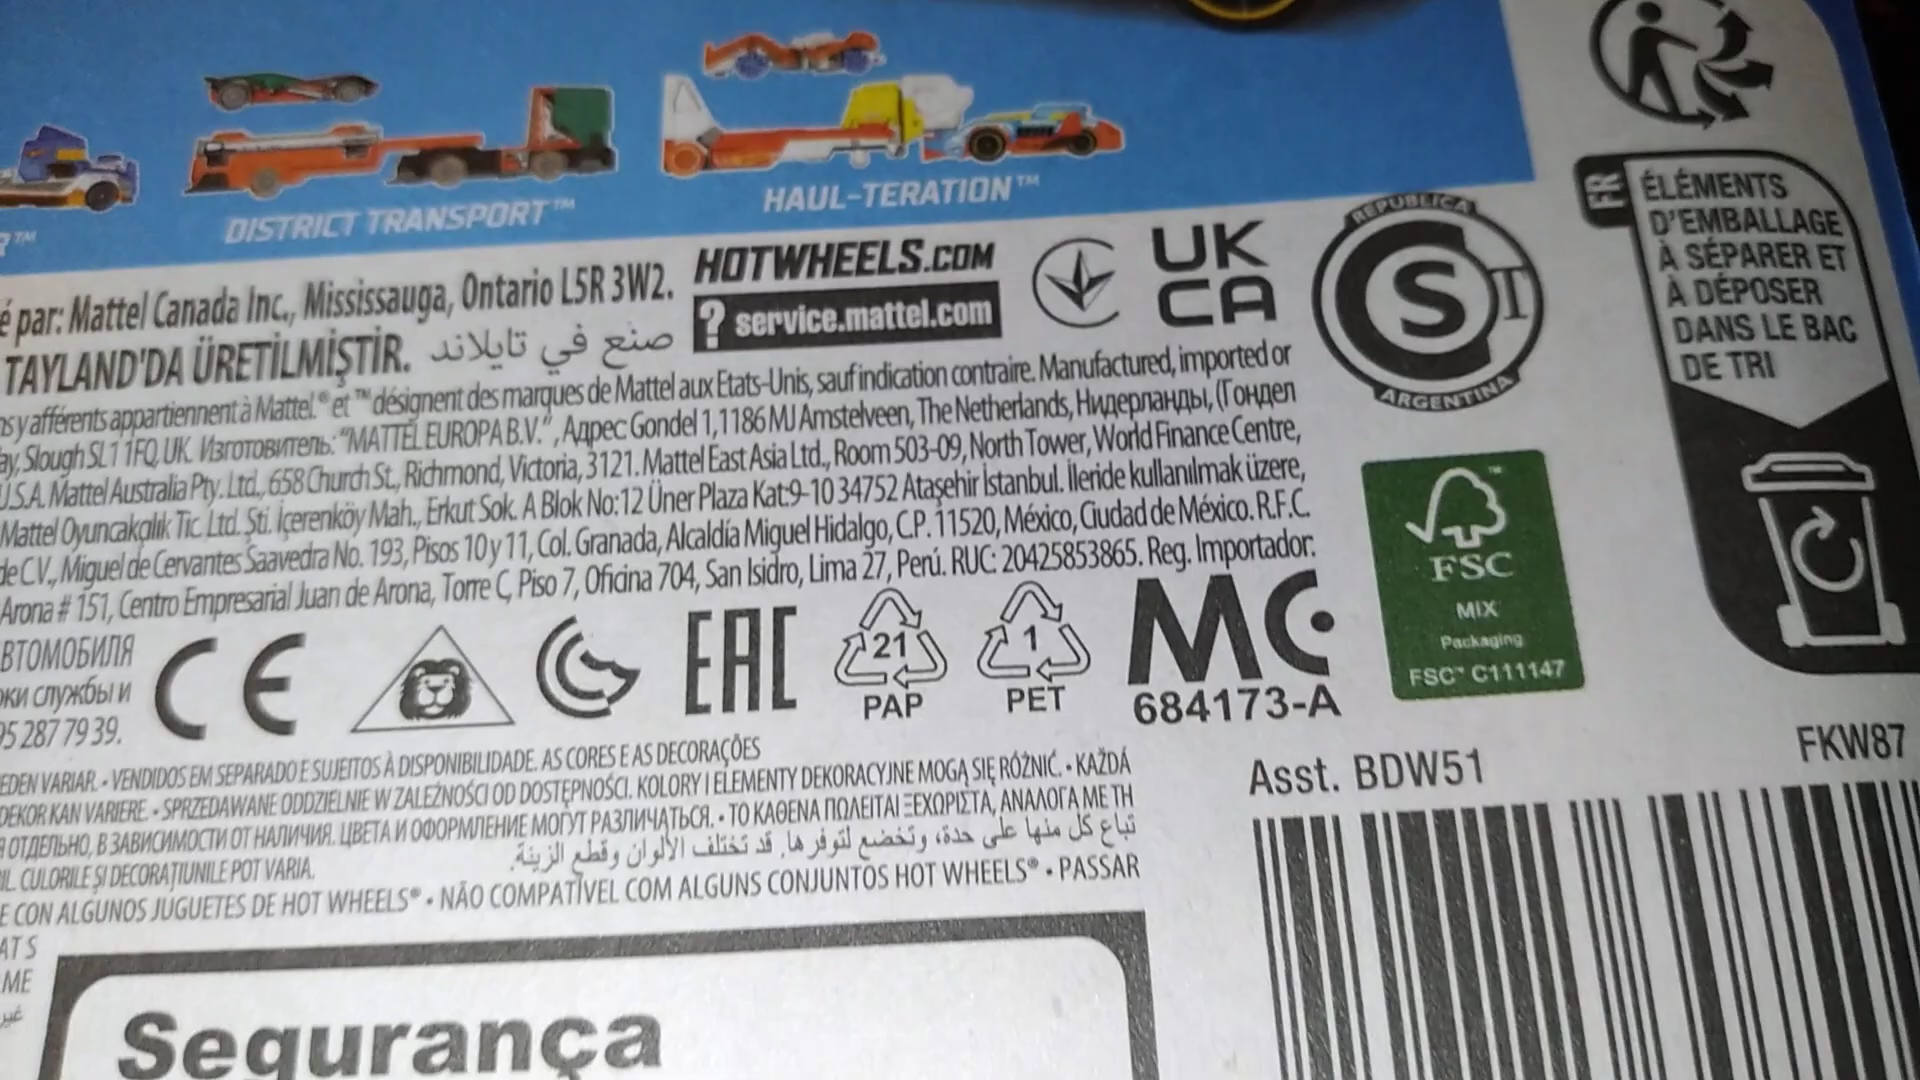 DISTRICT TRANSPORT™
HAUL-TERATION™
é par: Mattel Canada Inc., Mississauga, Ontario L5R 3W2.
HOTWHEELS.COM
? service.mattel.com
TAYLAND'DA ÜRETİLMİŞTİR. صنع في تايلاند
UK
CA
REPUBLICA
S
T
ARGENTINA
y afférents appartiennent à Mattel. ® et ™ désignent des marques de Mattel aux Etats-Unis, sauf indication contraire. Manufactured, imported or
Slough SL1 1FQ, UK. Изготовитель: "MATTEL EUROPA B.V.", Адрес Gondel 1, 1186 MJ Amstelveen, The Netherlands, Нидерланды, (Гондел
U.S.A. Mattel Australia Pty. Ltd., 658 Church St., Richmond, Victoria, 3121. Mattel East Asia Ltd., Room 503-09, North Tower, World Finance Centre,
Mattel Oyuncakçılık Tic. Ltd. Şti. İçerenköy Mah., Erkut Sok. A Blok No:12 Üner Plaza Kat:9-10 34752 Ataşehir İstanbul. İleride kullanılmak üzere,
de C.V., Miguel de Cervantes Saavedra No. 193, Pisos 10 y 11, Col. Granada, Alcaldía Miguel Hidalgo, C.P. 11520, México, Ciudad de México. R.F.C.
Arona # 151, Centro Empresarial Juan de Arona, Torre C, Piso 7, Oficina 704, San Isidro, Lima 27, Perú. RUC: 20425853865. Reg. Importador:
ВТОМОБИЛЯ
ОКИ СЛУЖБЫ И
95 287 79 39.
CE
EAC
21
PAP
1
PET
MC
684173-A
FSC
MIX
Packaging
FSC™ C111147
FR
ÉLÉMENTS
D'EMBALLAGE
À SÉPARER ET
À DÉPOSER
DANS LE BAC
DE TRI
FKW87
Asst. BDW51
EDEN VARIAR. • VENDIDOS EM SEPARADO E SUJEITOS À DISPONIBILIDADE. AS CORES E AS DECORAÇÕES
DEKOR KAN VARIERE. • SPRZEDAWANE ODDZIELNIE W ZALEŻNOŚCI OD DOSTĘPNOŚCI. KOLORY I ELEMENTY DEKORACYJNE MOGĄ SIĘ RÓŻNIĆ. • KAŽDÁ
ОТДЕЛЬНО, В ЗАВИСИМОСТИ ОТ НАЛИЧИЯ. ЦВЕТА И ОФОРМЛЕНИЕ МОГУТ РАЗЛИЧАТЬСЯ. • ΤΟ ΚΑΘΕΝΑ ΠΩΛΕΙΤΑΙ ΞΕΧΩΡΙΣΤΑ, ΑΝΑΛΟΓΑ ΜΕ ΤΗ
IL. CULORILE ȘI DECORAȚIUNILE POT VARIA. تباع كل منها على حدة، وتخضع لتوفرها. قد تختلف الألوان وقطع الزينة.
E CON ALGUNOS JUGUETES DE HOT WHEELS® • NÃO COMPATÍVEL COM ALGUNS CONJUNTOS HOT WHEELS® • PASSAR
AT S
ME
غير
Segurança